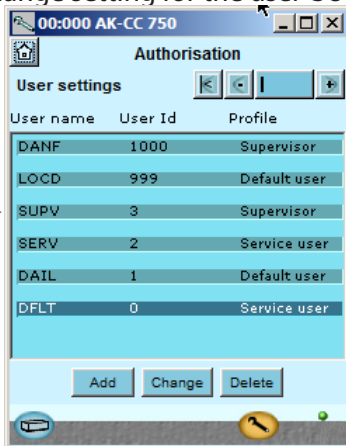 00:000 AK-CC 750
Authorisation
User settings
User name User Id Profile
DANF 1000 Supervisor
LOCD 999 Default user
SUPV 3 Supervisor
SERV 2 Service user
DAIL 1 Default user
DFLT 0 Service user
Add Change Delete